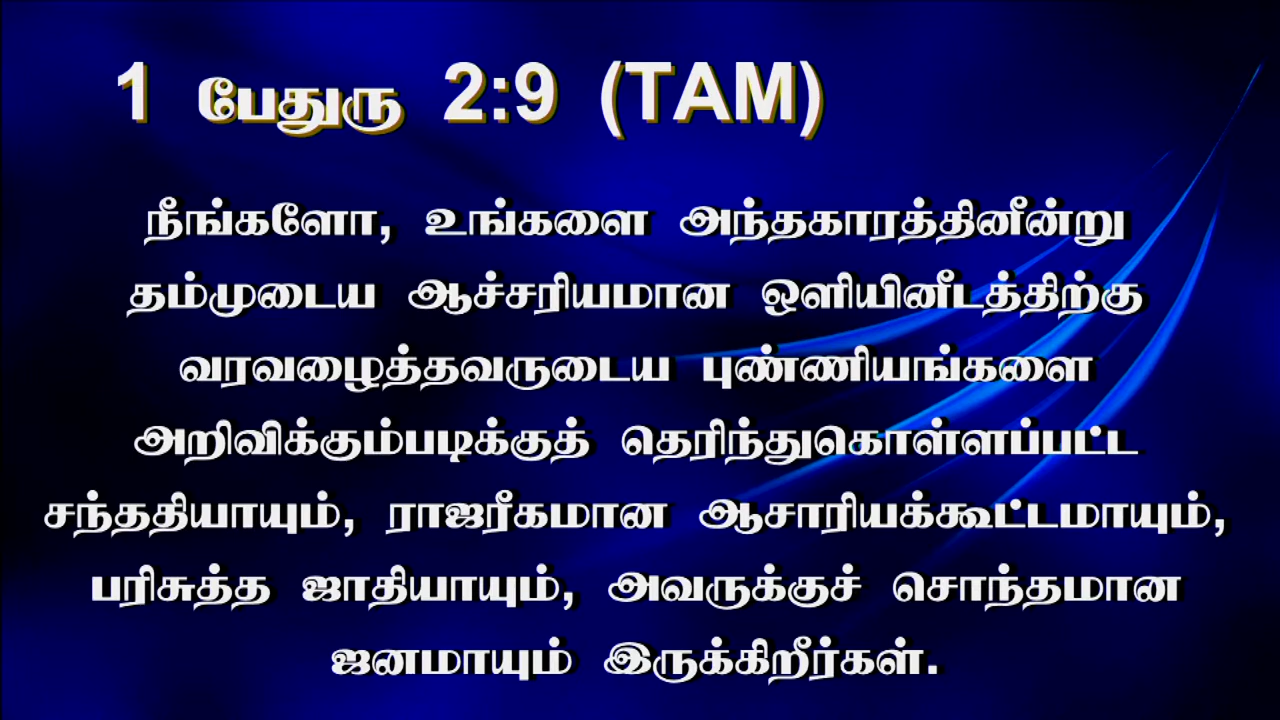 1 பேதுரு 2:9 (TAM)
நீங்களோ, உங்களை அந்தகாரத்தினீன்று
தம்முடைய ஆச்சரியமான ஒளியினீடத்திற்கு
வரவழைத்தவருடைய புண்ணியங்களை
அறிவிக்கும்படிக்குத் தெரிந்துகொள்ளப்பட்ட
சந்ததியாயும், ராஜரீகமான ஆசாரியக்கூட்டமாயும்,
பரிசுத்த ஜாதியாயும், அவருக்குச் சொந்தமான
ஜனமாயும் இருக்கிறீர்கள்.